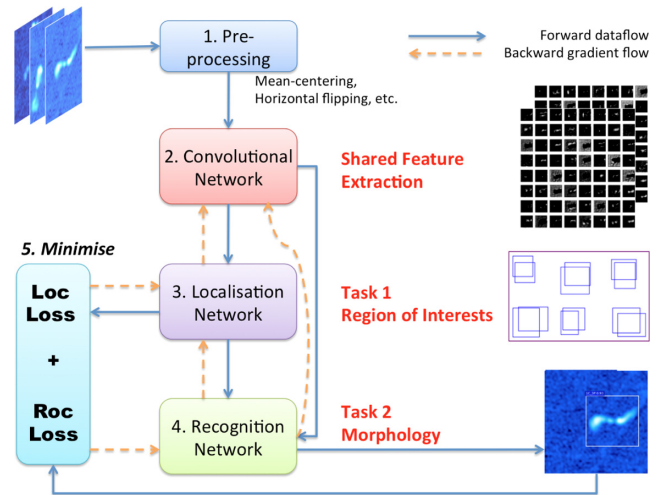 1. Pre-
processing
Forward dataflow
Backward gradient flow
Mean-centering,
Horizontal flipping, etc.
2. Convolutional
Network
Shared Feature
Extraction
5. Minimise
Loc
Loss
+
Roc
Loss
3. Localisation
Network
Task 1
Region of Interests
4. Recognition
Network
Task 2
Morphology